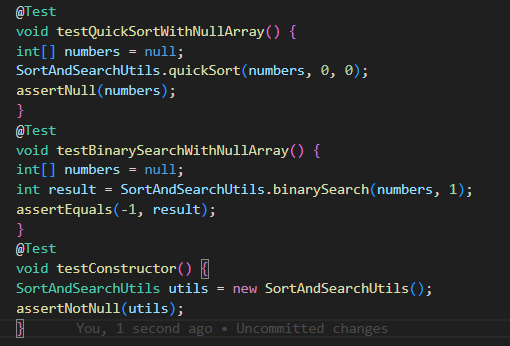 @Test
void testQuickSortWithNullArray() {
int[] numbers = null;
SortAndSearchUtils.quickSort(numbers, 0, 0);
assertNull(numbers);
}
@Test
void testBinarySearchWithNullArray() {
int[] numbers = null;
int result = SortAndSearchUtils.binarySearch(numbers, 1);
assertEquals(-1, result);
}
@Test
void testConstructor() {
SortAndSearchUtils utils = new SortAndSearchUtils();
assertNotNull(utils);
} You, 1 second ago • Uncommitted changes